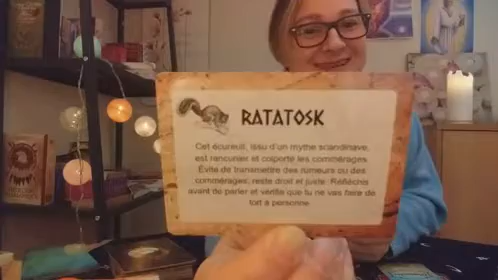 RATATOSK
Cet écureuil, issu d'un mythe scandinave,
est rancunier et colporte les commérages.
Évite de transmettre des rumeurs ou des
commérages, reste droit et juste. Réfléchis
avant de parler et vérifie que tu ne vas faire de
tort à personne.